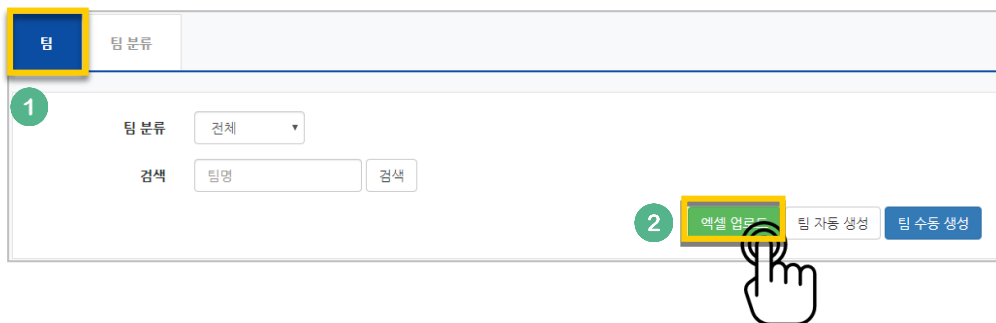 팀
팀 분류
1
팀 분류 전체
검색 팀명 검색
2 엑셀 업로드 팀 자동 생성 팀 수동 생성